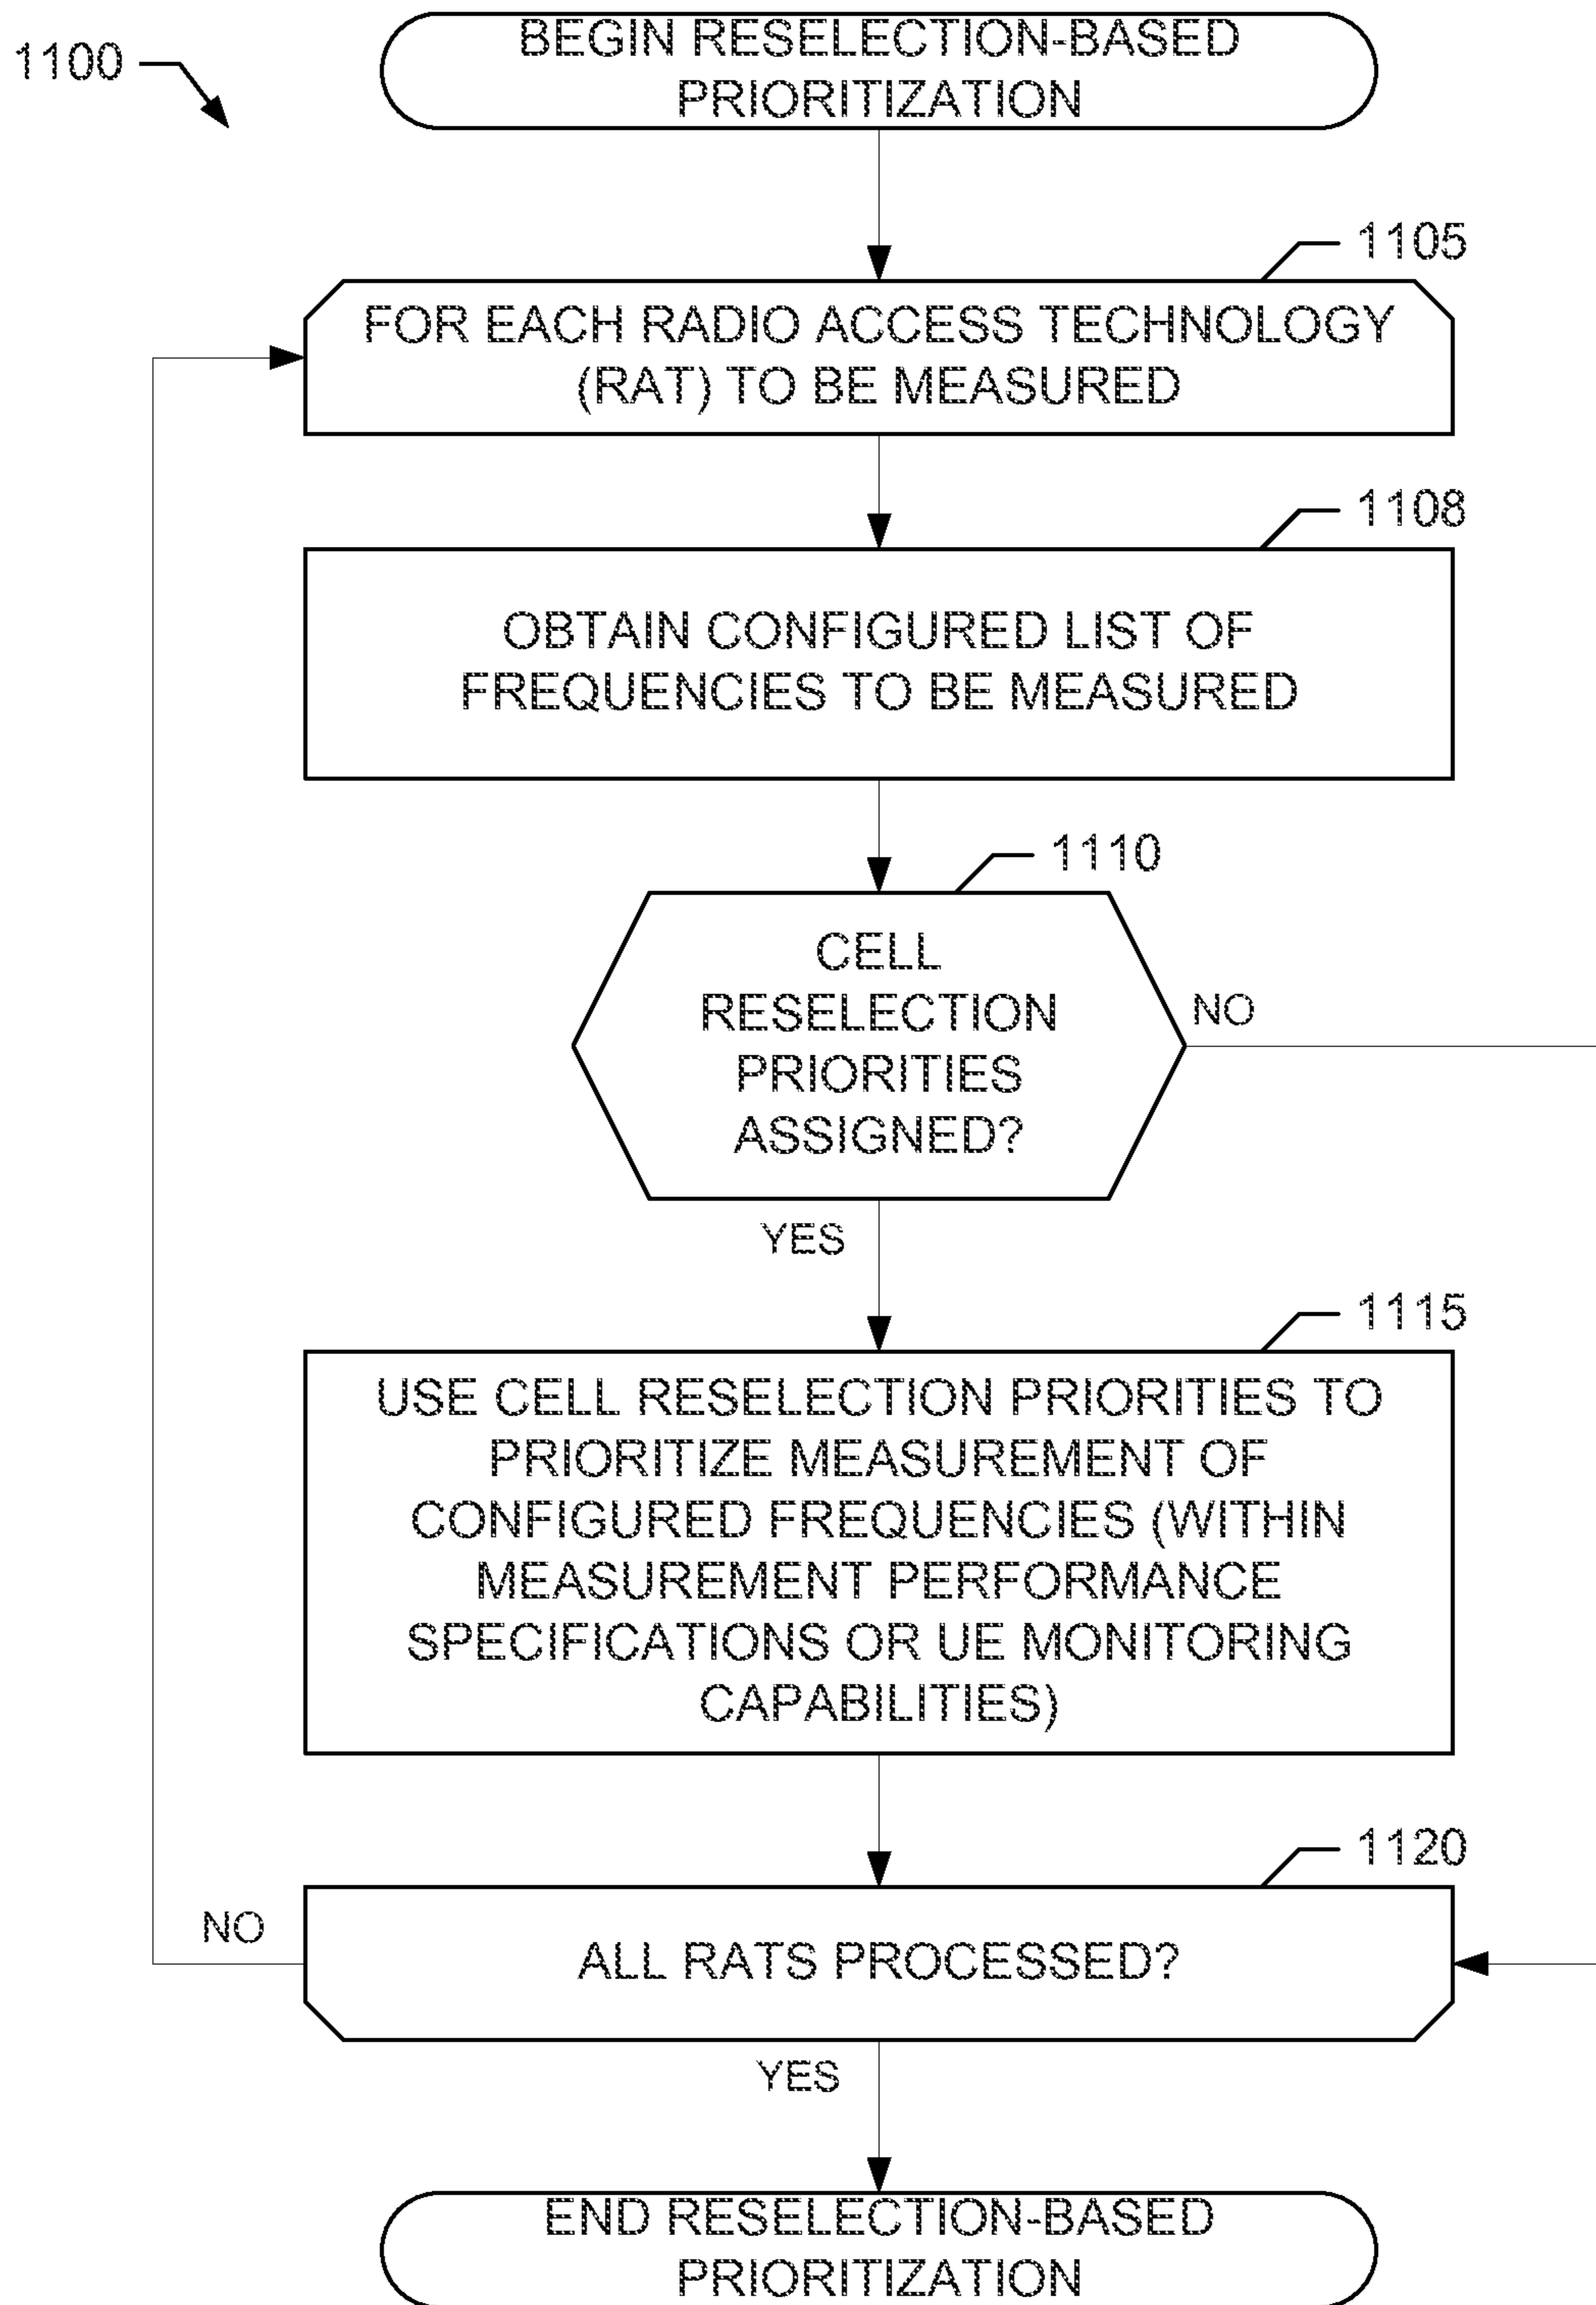 BEGIN RESELECTION-BASED
PRIORITIZATION
1100
1105
FOR EACH RADIO ACCESS TECHNOLOGY
(RAT) TO BE MEASURED
1108
OBTAIN CONFIGURED LIST OF
FREQUENCIES TO BE MEASURED
1110
CELL
RESELECTION
PRIORITIES
ASSIGNED?
NO
YES
1115
USE CELL RESELECTION PRIORITIES TO
PRIORITIZE MEASUREMENT OF
CONFIGURED FREQUENCIES (WITHIN
MEASUREMENT PERFORMANCE
SPECIFICATIONS OR UE MONITORING
CAPABILITIES)
1120
NO
ALL RATS PROCESSED?
YES
END RESELECTION-BASED
PRIORITIZATION